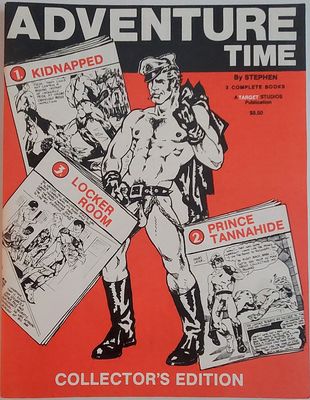 ADVENTURE
TIME
By STEPHEN
3 COMPLETE BOOKS
A TARGET STUDIOS
Publication
$5.50
1. KIDNAPPED
3 LOCKER
ROOM
2 PRINCE
TANNAHIDE
COLLECTOR'S EDITION